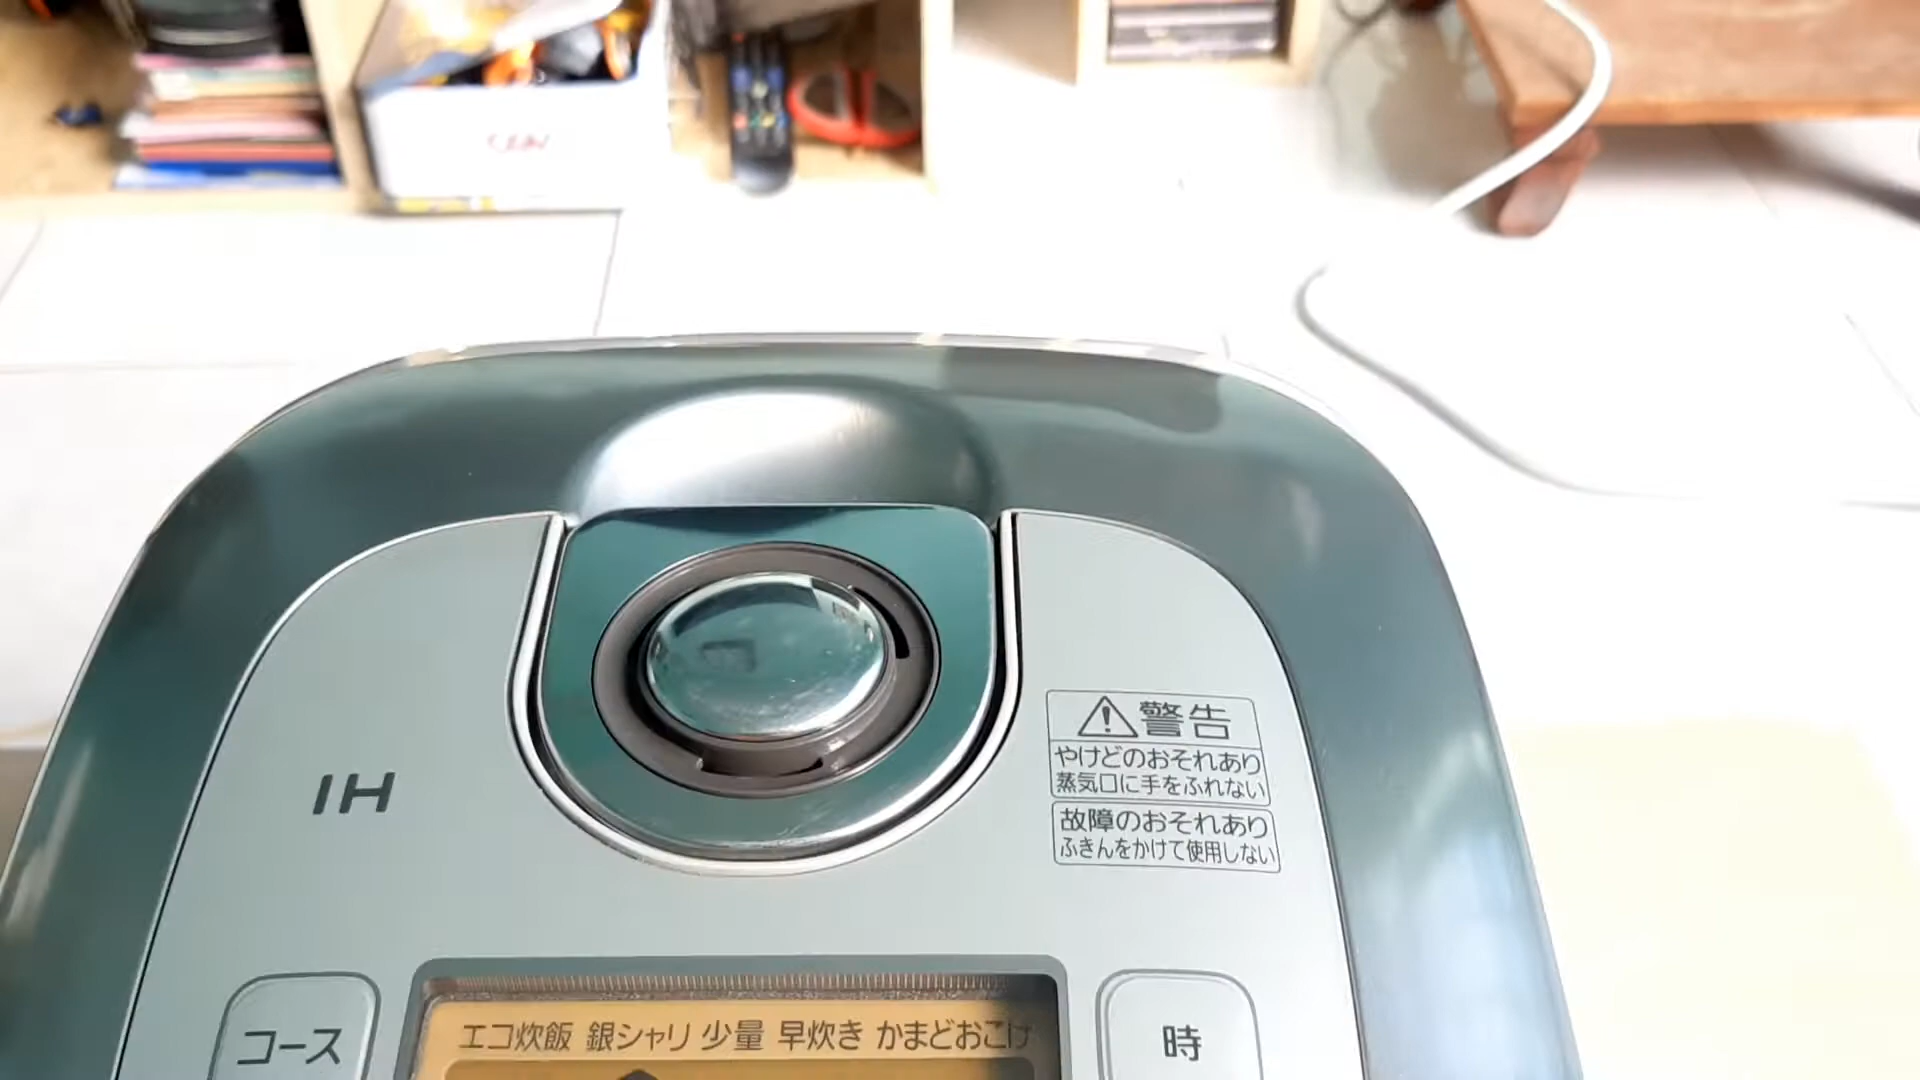 IH
警告
やけどのおそれあり
蒸気口に手をふれない
故障のおそれあり
ふきんをかけて使用しない
コース
エコ炊飯 銀シャリ 少量 早炊き かまどおこげ
時